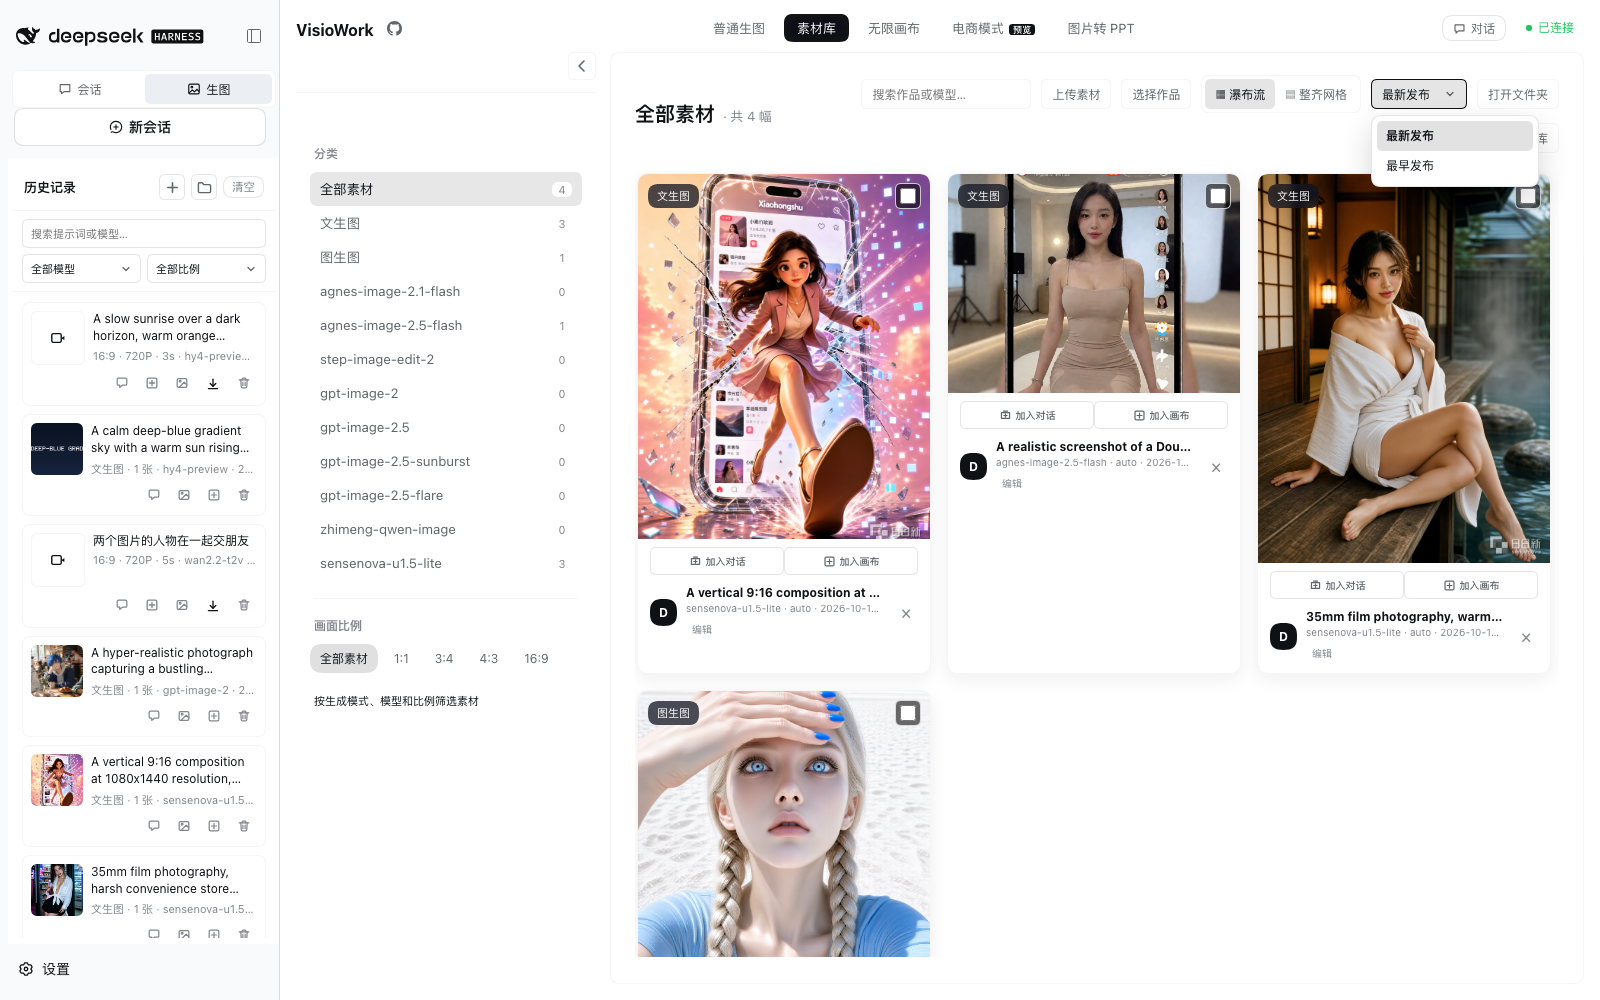 deepseek HARNESS
会话
生图
新会话
历史记录
清空
搜索提示词或模型...
全部模型
全部比例
A slow sunrise over a dark
horizon, warm orange...
16:9 · 720P · 3s · hy4-previe...
A calm deep-blue gradient
sky with a warm sun rising...
文生图 · 1 张 · hy4-preview · 2...
DEEP-BLUE GRAD
两个图片的人物在一起交朋友
16:9 · 720P · 5s · wan2.2-t2v ...
A hyper-realistic photograph
capturing a bustling...
文生图 · 1 张 · gpt-image-2 · 2...
A vertical 9:16 composition
at 1080x1440 resolution,...
文生图 · 1 张 · sensenova-u1.5...
35mm film photography,
harsh convenience store...
文生图 · 1 张 · sensenova-u1.5...
设置
VisioWork
普通生图
素材库
无限画布
电商模式 预览
图片转 PPT
对话
已连接
分类
全部素材 4
文生图 3
图生图 1
agnes-image-2.1-flash 0
agnes-image-2.5-flash 1
step-image-edit-2 0
gpt-image-2 0
gpt-image-2.5 0
gpt-image-2.5-sunburst 0
gpt-image-2.5-flare 0
zhimeng-qwen-image 0
sensenova-u1.5-lite 3
画面比例
全部素材 1:1 3:4 4:3 16:9
按生成模式、模型和比例筛选素材
全部素材 · 共 4 幅
搜索作品或模型...
上传素材
选择作品
瀑布流
整齐网格
最新发布
打开文件夹
最新发布
最早发布
库
文生图
Xiaohongshu
日日新
加入对话
加入画布
D
A vertical 9:16 composition at ...
sensenova-u1.5-lite · auto · 2026-10-1...
编辑
文生图
加入对话
加入画布
D
A realistic screenshot of a Dou...
agnes-image-2.5-flash · auto · 2026-1...
编辑
文生图
日日新
加入对话
加入画布
D
35mm film photography, warm...
sensenova-u1.5-lite · auto · 2026-10-1...
编辑
图生图